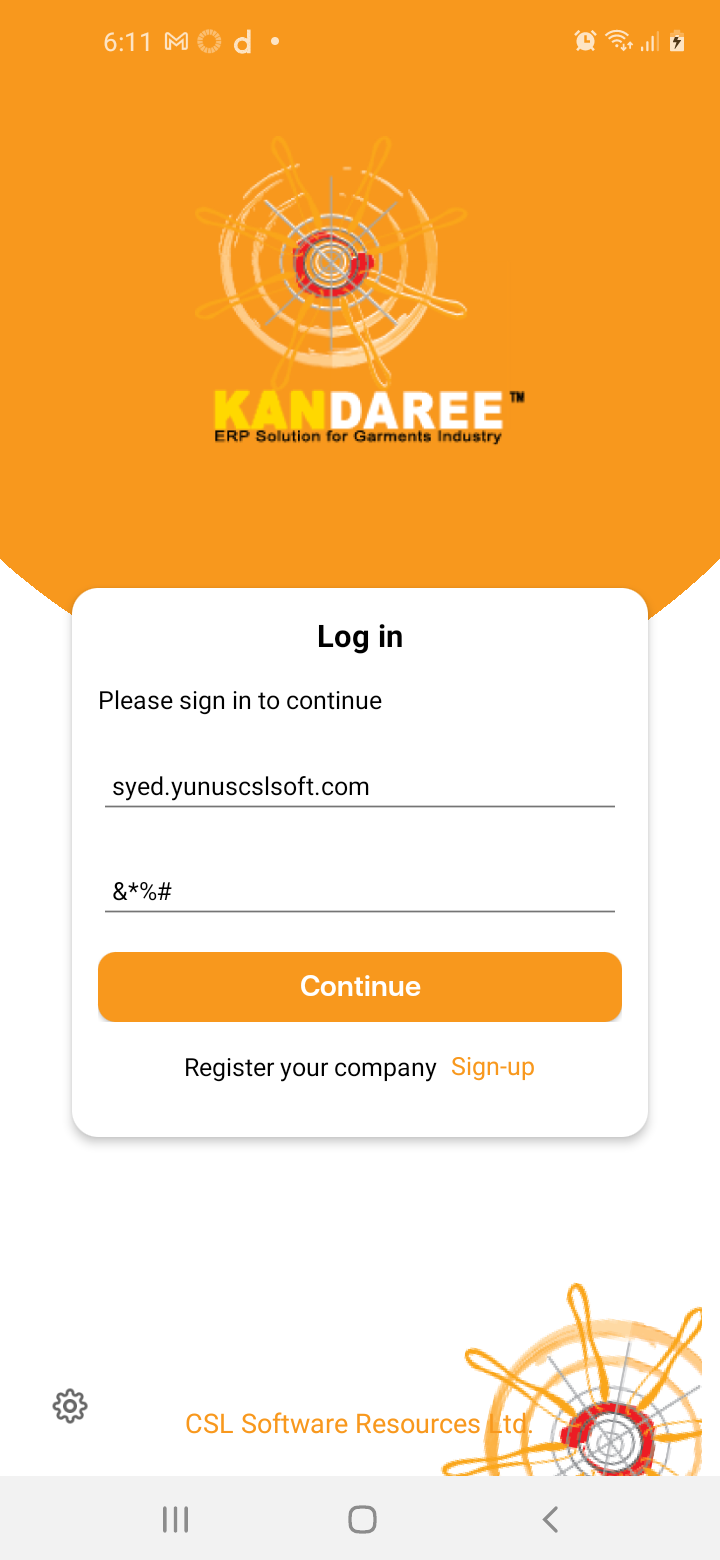 6:11
KANDAREE™
ERP Solution for Garments Industry
Log in
Please sign in to continue
syed.yunuscslsoft.com
&*%#
Continue
Register your company Sign-up
CSL Software Resources Ltd.